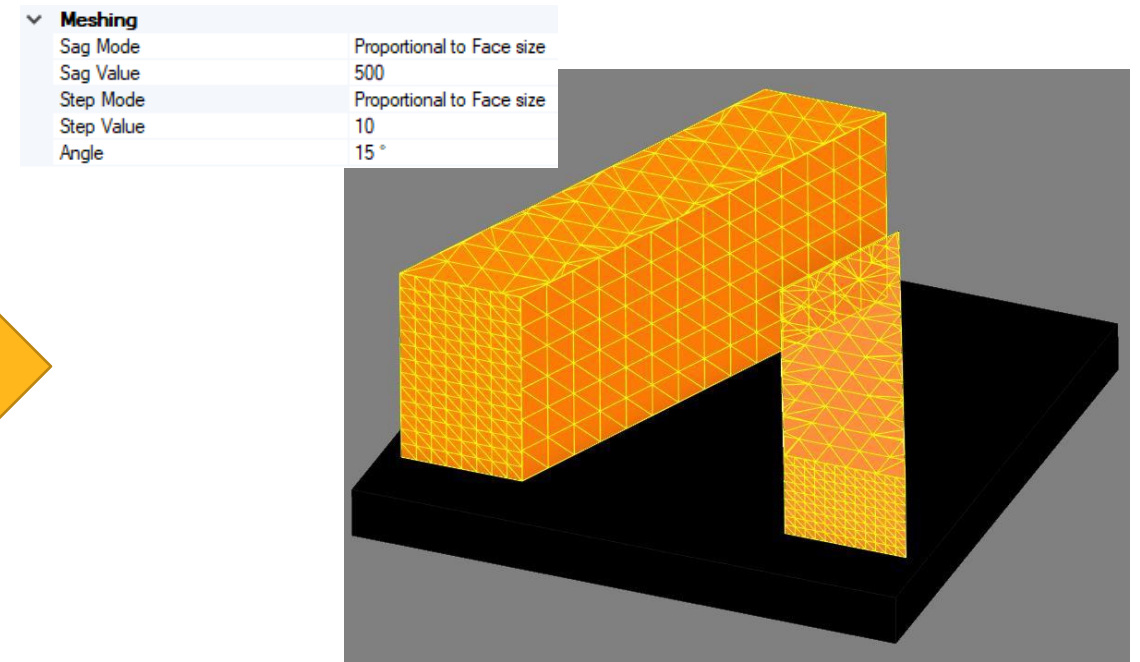 Meshing
Sag Mode Proportional to Face size
Sag Value 500
Step Mode Proportional to Face size
Step Value 10
Angle 15 °